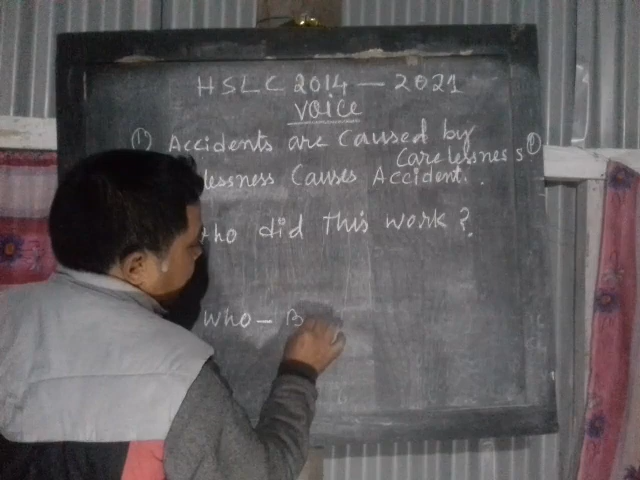 HSLC 2014 — 2021
Voice
(1) Accidents are caused by
Carelessness (1)
lessness Causes Accident.
who did this work?
Who — B